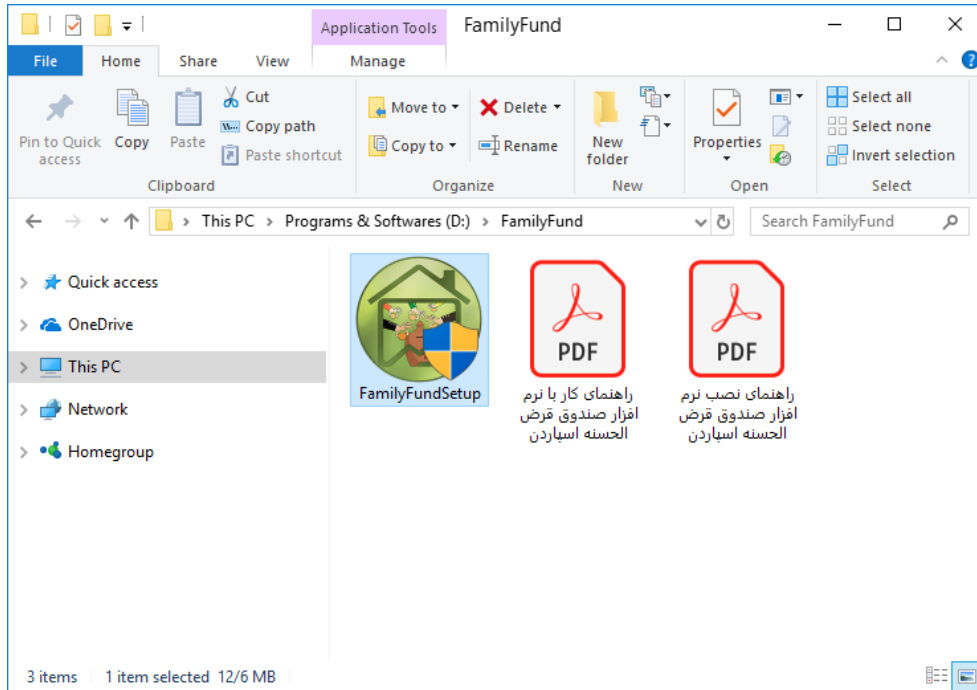 Application Tools
FamilyFund
File
Home
Share
View
Manage
Pin to Quick
access
Copy
Paste
Cut
Copy path
Paste shortcut
Clipboard
Move to
Copy to
Delete
Rename
Organize
New
folder
New
Properties
Open
Select all
Select none
Invert selection
Select
This PC
Programs & Softwares (D:)
FamilyFund
Search FamilyFund
Quick access
OneDrive
This PC
Network
Homegroup
FamilyFundSetup
PDF
راهنمای کار با نرم
افزار صندوق قرض
الحسنه اسپاردن
PDF
راهنمای نصب نرم
افزار صندوق قرض
الحسنه اسپاردن
3 items
1 item selected 12/6 MB